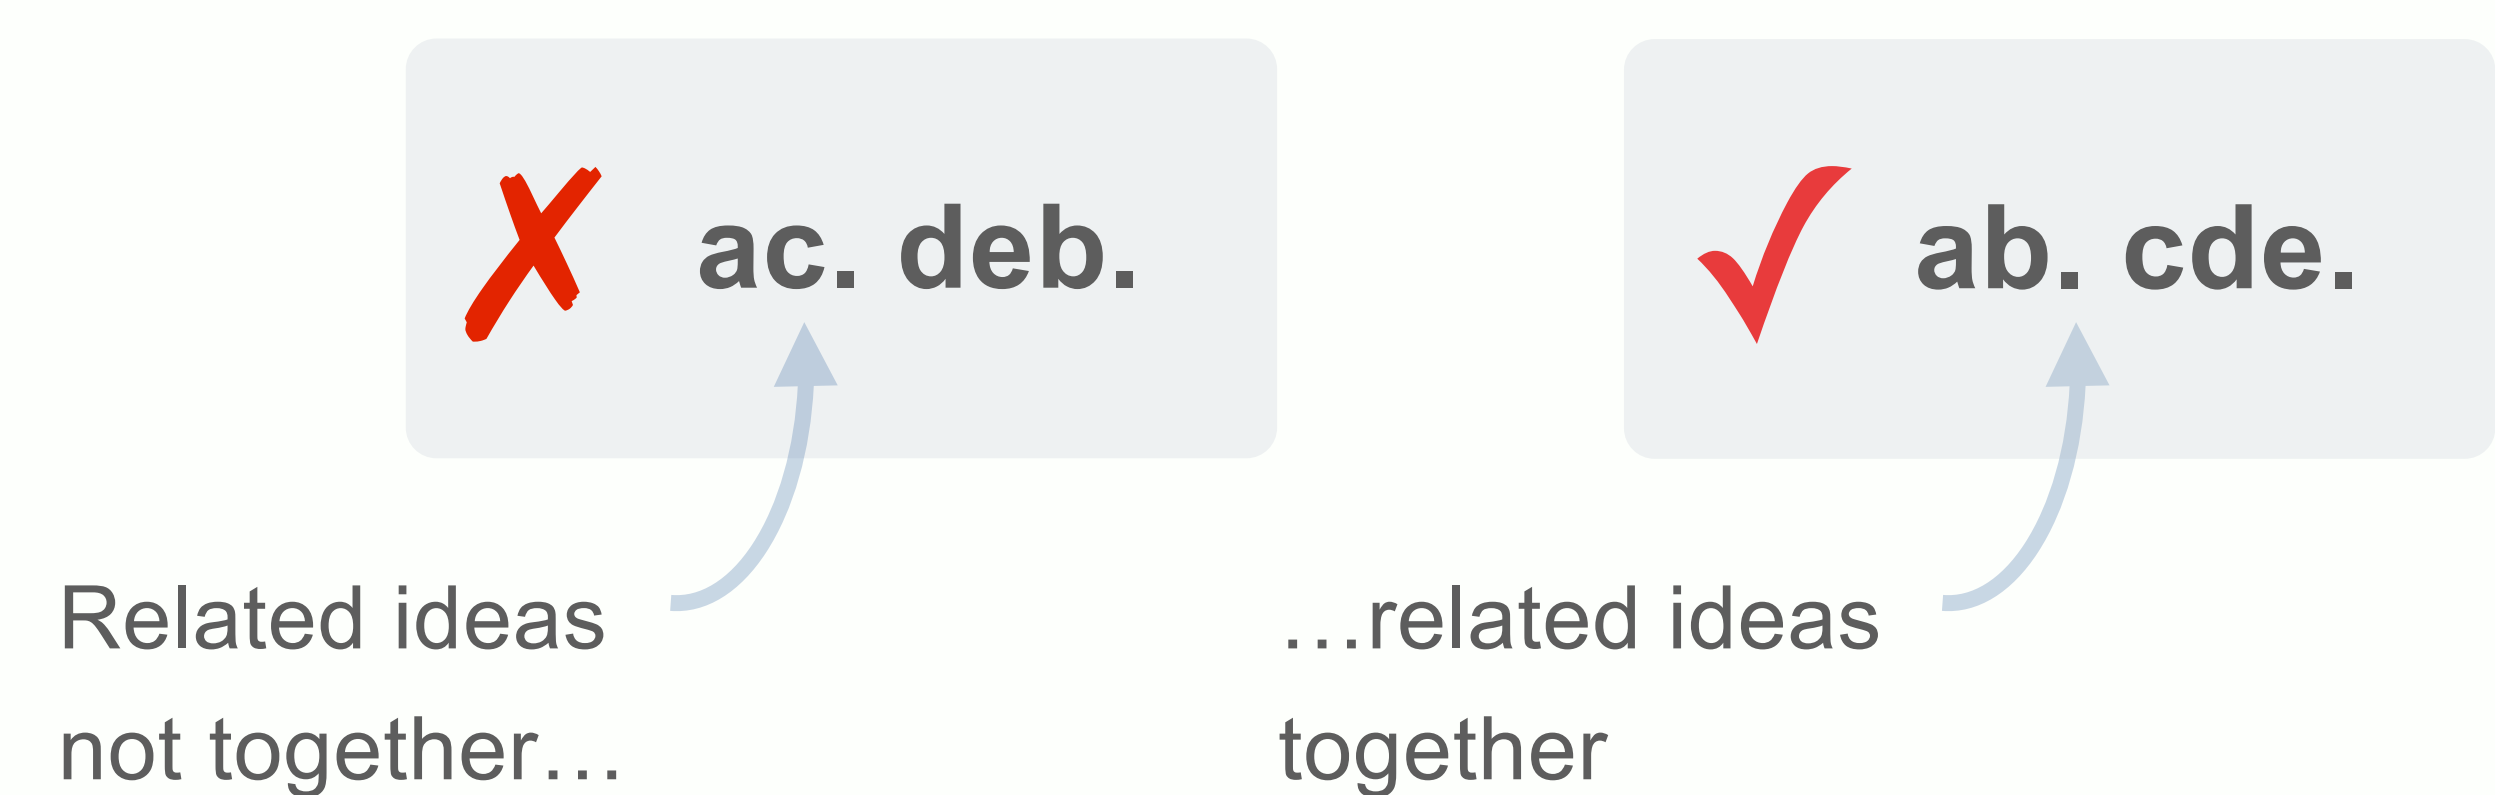 ac. deb.
ab. cde.
Related ideas
not together...
...related ideas
together